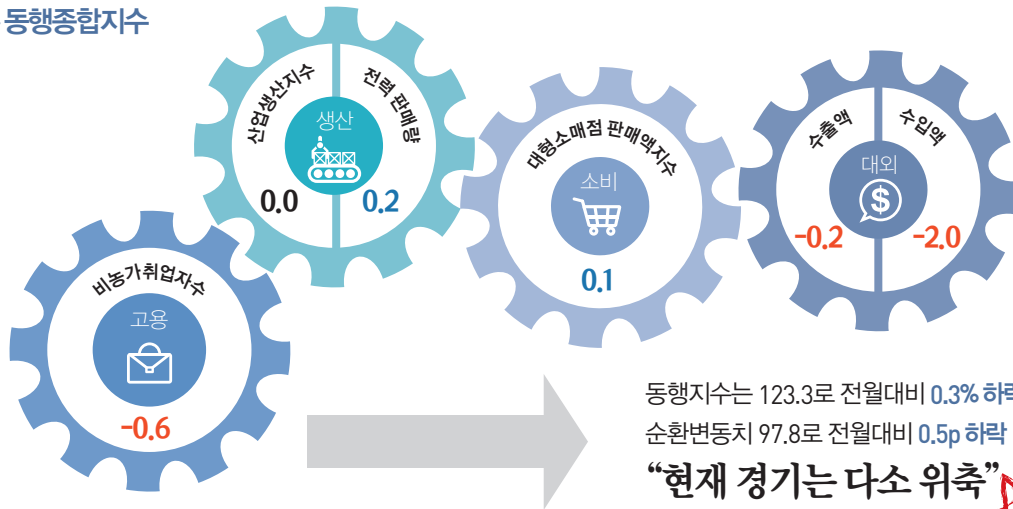 동행종합지수
산업생산지수
전력 판매량
생산
0.0
0.2
대형소매점 판매액지수
소비
0.1
수출액
수입액
대외
$
-0.2
-2.0
비농가취업자수
고용
-0.6
동행지수는 123.3로 전월대비 0.3% 하락
순환변동치 97.8로 전월대비 0.5p 하락
“현재 경기는 다소 위축”